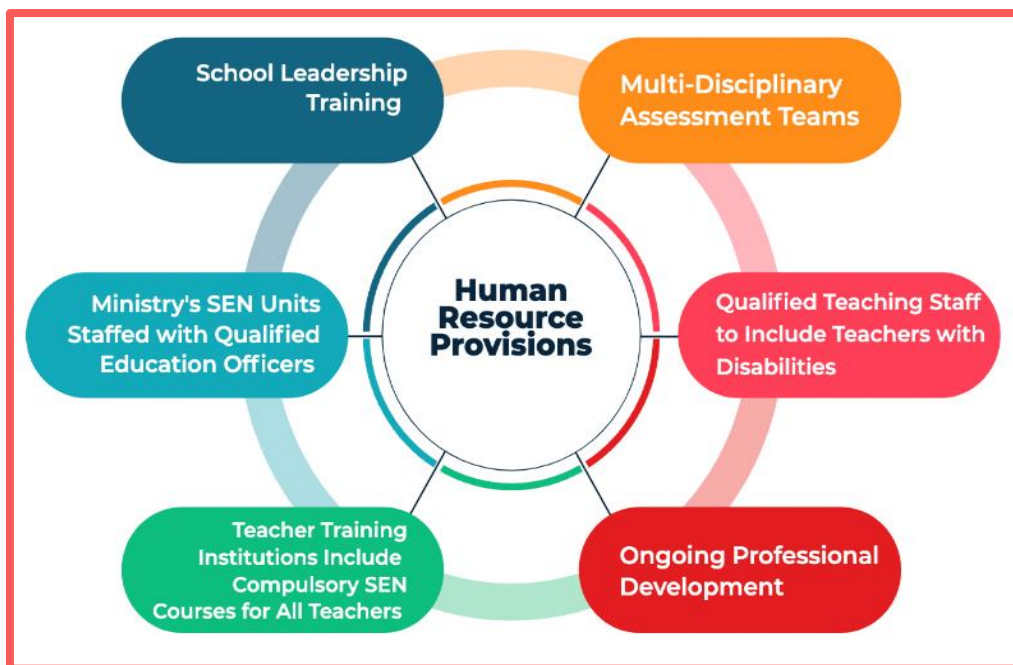 School Leadership
Training
Multi-Disciplinary
Assessment Teams
Human
Resource
Provisions
Ministry's SEN Units
Staffed with Qualified
Education Officers
Qualified Teaching Staff
to Include Teachers with
Disabilities
Teacher Training
Institutions Include
Compulsory SEN
Courses for All Teachers
Ongoing Professional
Development